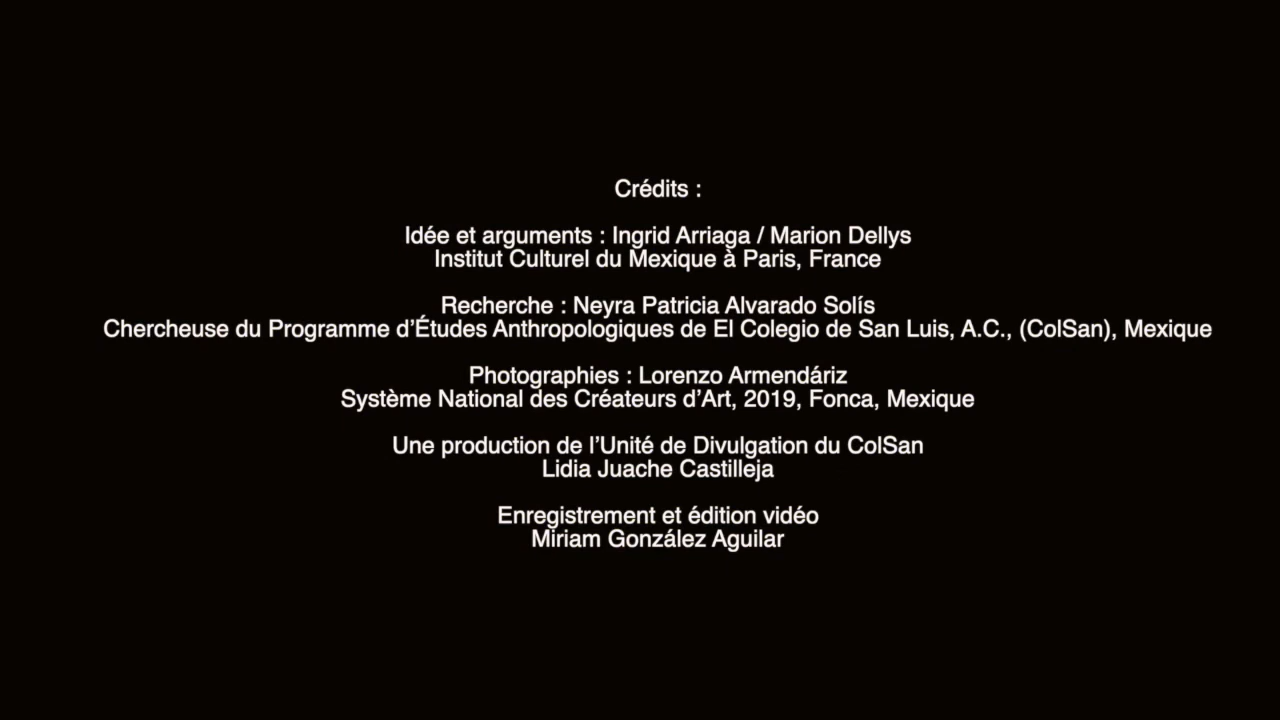 Crédits :
Idée et arguments : Ingrid Arriaga / Marion Dellys
Institut Culturel du Mexique à Paris, France
Recherche : Neyra Patricia Alvarado Solís
Chercheuse du Programme d’Études Anthropologiques de El Colegio de San Luis, A.C., (ColSan), Mexique
Photographies : Lorenzo Armendáriz
Système National des Créateurs d’Art, 2019, Fonca, Mexique
Une production de l’Unité de Divulgation du ColSan
Lidia Juache Castilleja
Enregistrement et édition vidéo
Miriam González Aguilar